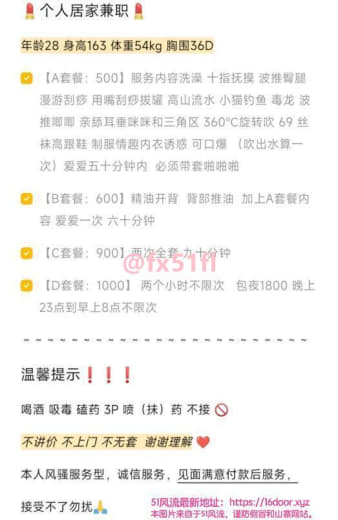 💄个人居家兼职💄
年龄28 身高163 体重54kg 胸围36D
【A套餐：500】服务内容洗澡 十指抚摸 波推臀腿
漫游刮痧 用嘴刮痧拔罐 高山流水 小猫钓鱼 毒龙 波
推唧唧 亲舔耳垂咪咪和三角区 360℃旋转吹 69 丝
袜高跟鞋 制服情趣内衣诱惑 可口爆 （吹出水算一
次）爱爱五十分钟内 必须带套啪啪啪
【B套餐：600】精油开背 背部推油 加上A套餐内
容 爱爱一次 六十分钟
【C套餐：900】两次全套 九十分钟
@fx51fl
【D套餐：1000】 两个小时不限次 包夜1800 晚上
23点到早上8点不限次
～～～～～～～～～～～～～～～～～～～～～～～
温馨提示❗❗❗
喝酒 吸毒 磕药 3P 喷（抹）药 不接 🚫
不讲价 不上门 不无套 谢谢理解 ❤️
本人风骚服务型，诚信服务，见面满意付款后服务，
接受不了勿扰🙏
51风流最新地址：https://16door.xyz
本图片来自于51风流，谨防假冒和山寨网站。